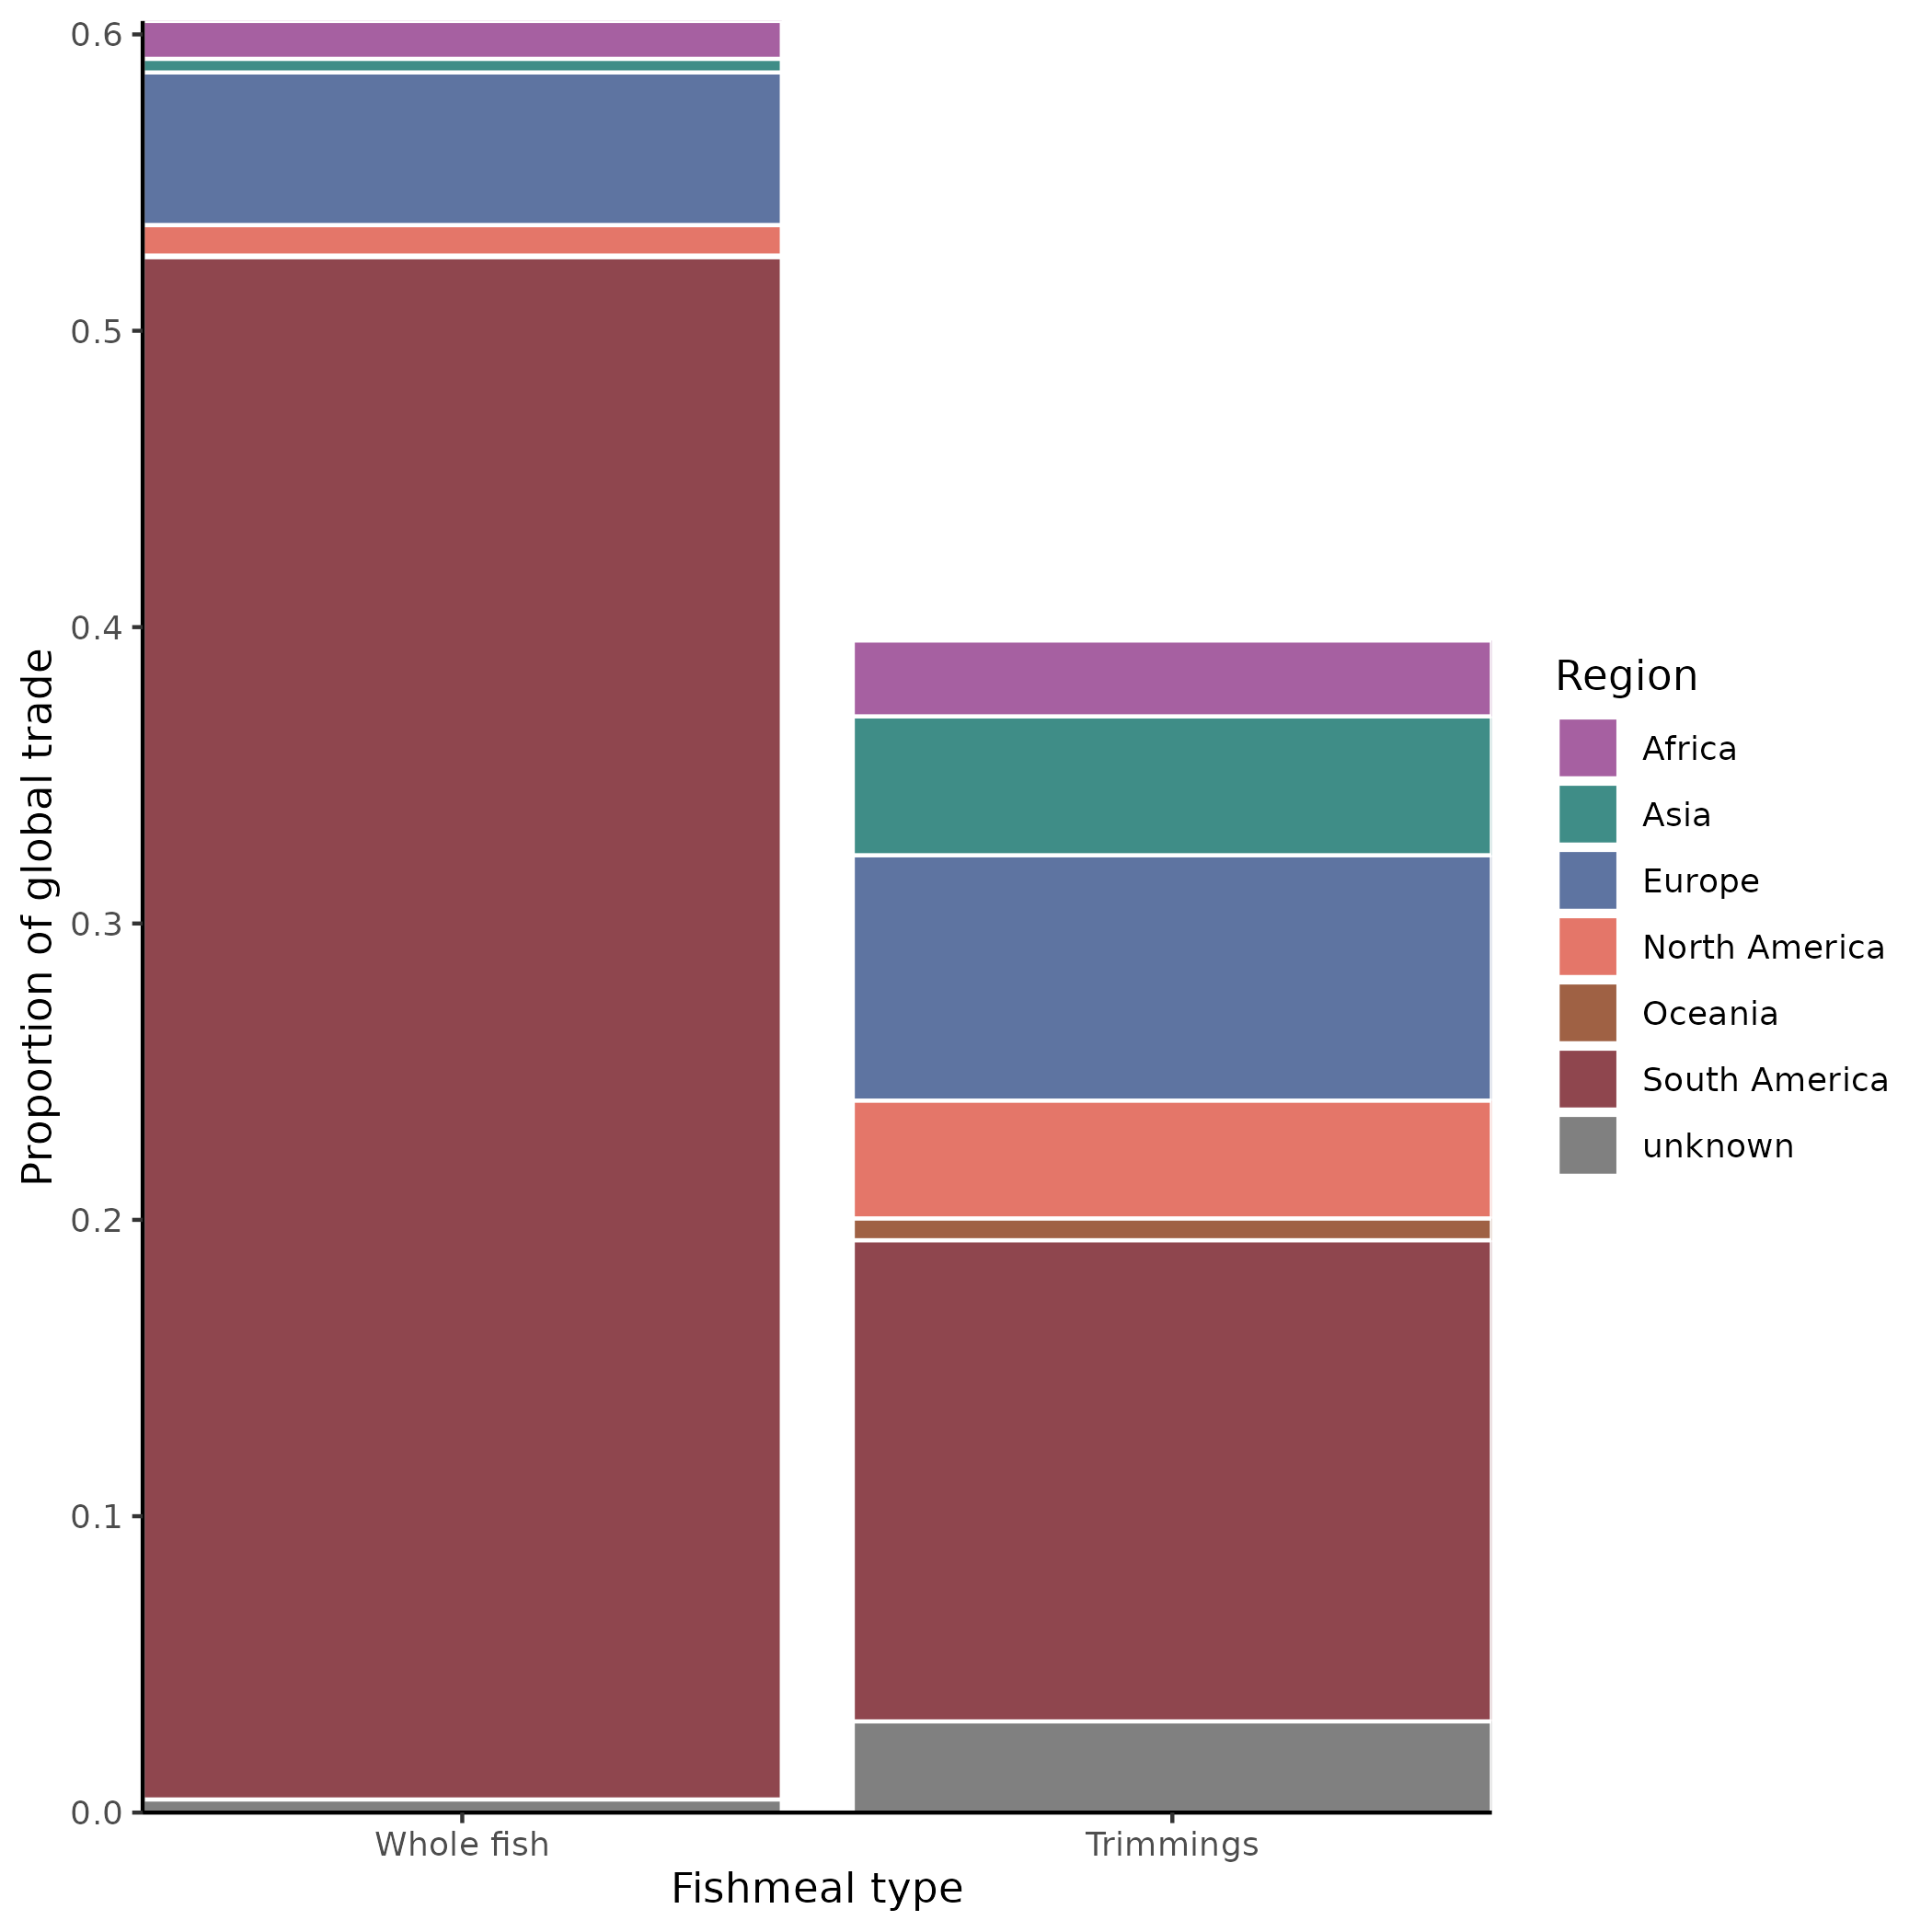 Proportion of global trade
0.6
0.5
0.4
0.3
0.2
0.1
0.0
Whole fish
Trimmings
Fishmeal type
Region
Africa
Asia
Europe
North America
Oceania
South America
unknown